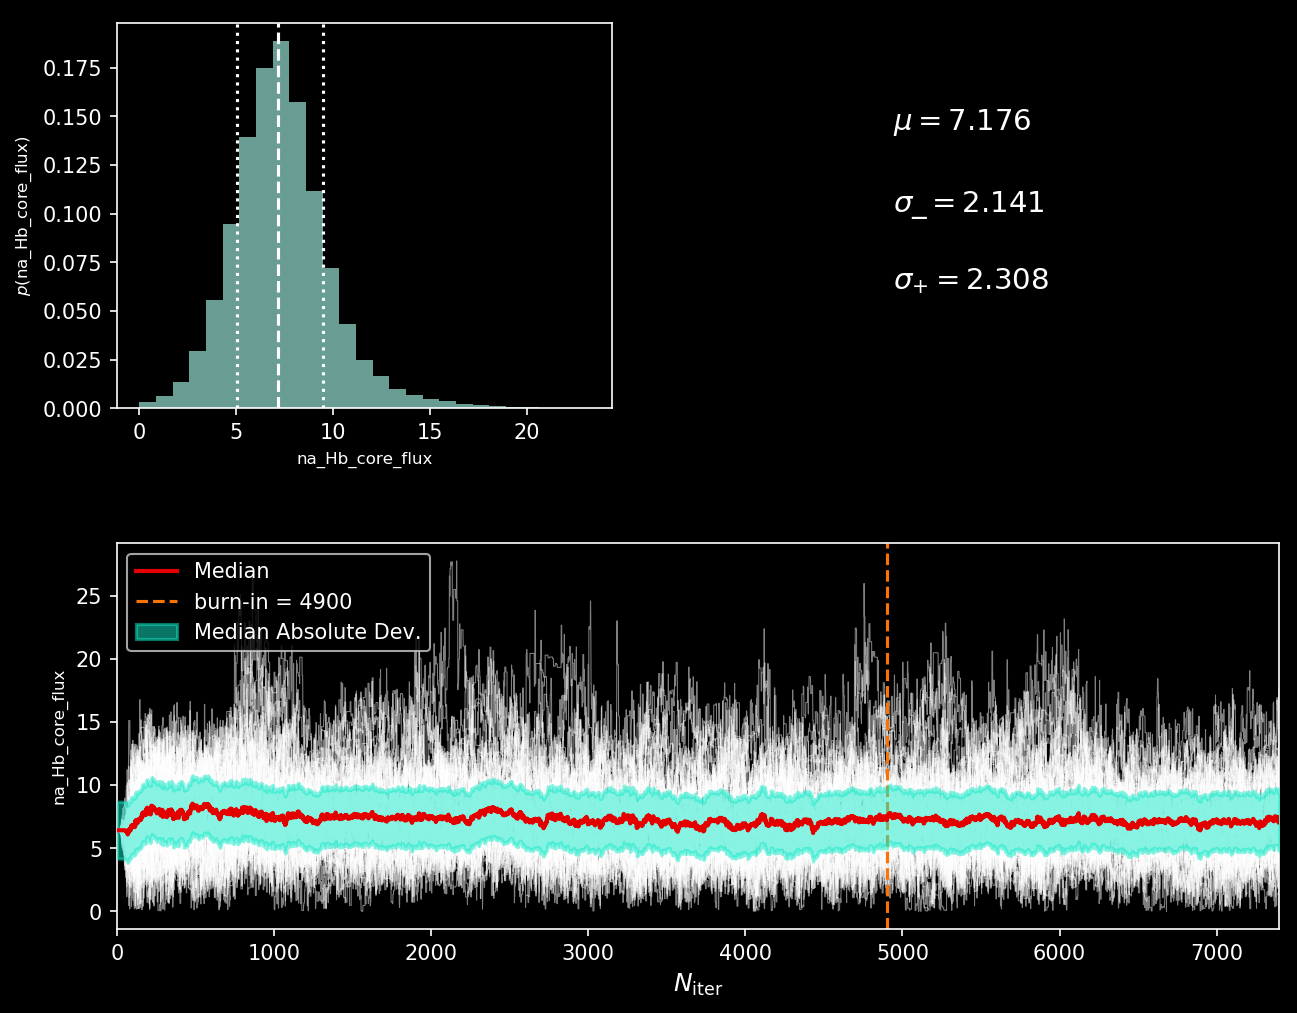 p(na_Hb_core_flux)
0.175
0.150
0.125
0.100
0.075
0.050
0.025
0.000
0 5 10 15 20
na_Hb_core_flux
μ = 7.176
σ_ = 2.141
σ+ = 2.308
na_Hb_core_flux
25
20
15
10
5
0
Median
burn-in = 4900
Median Absolute Dev.
0 1000 2000 3000 4000 5000 6000 7000
Niter